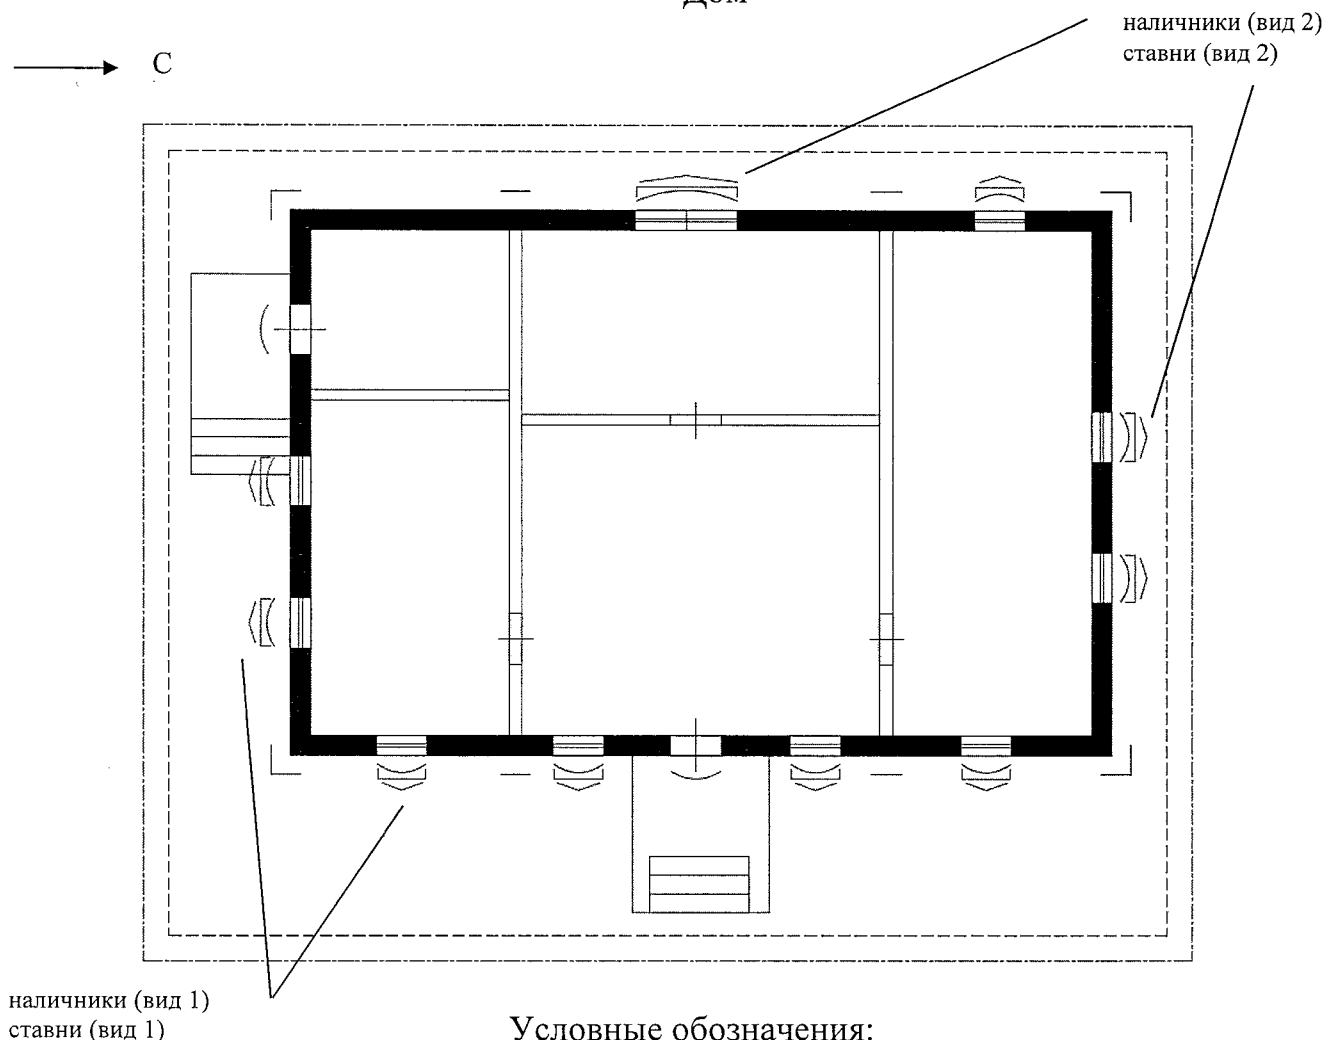 Дом
наличники (вид 2)
ставни (вид 2)
С
наличники (вид 1)
ставни (вид 1)
Условные обозначения: